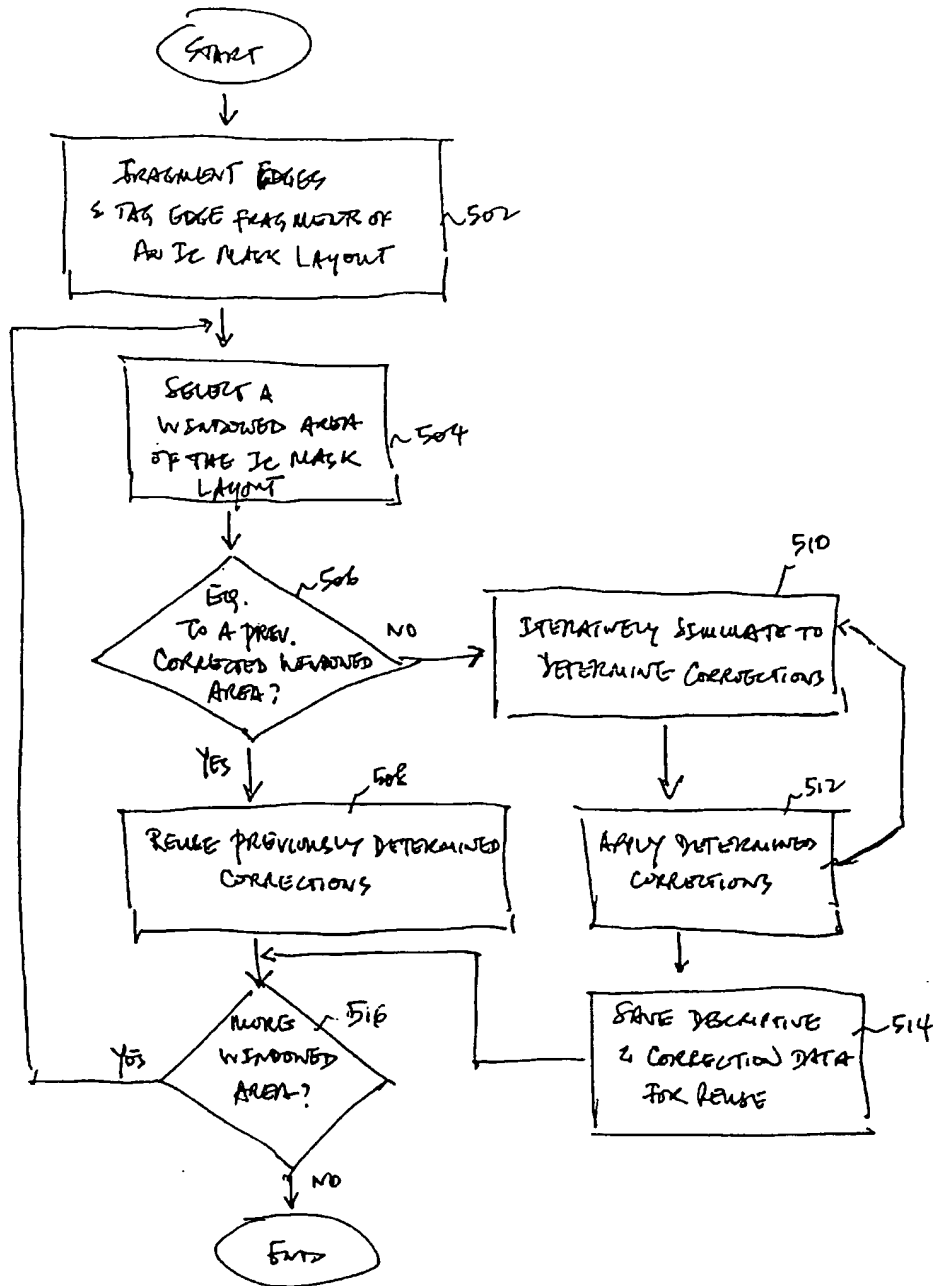 START
FRAGMENT EDGES
& TAG EDGE FRAGMENTS OF
AN IC MASK LAYOUT
502
SELECT A
WINDOWED AREA
OF THE IC MASK
LAYOUT
504
506
EQ.
TO A PREV.
CORRECTED WINDOWED
AREA?
NO
YES
510
ITERATIVELY SIMULATE TO
DETERMINE CORRECTIONS
508
REUSE PREVIOUSLY DETERMINED
CORRECTIONS
512
APPLY DETERMINED
CORRECTIONS
516
MORE
WINDOWED
AREA?
YES
NO
SAVE DESCRIPTIVE
& CORRECTION DATA
FOR REUSE
514
END